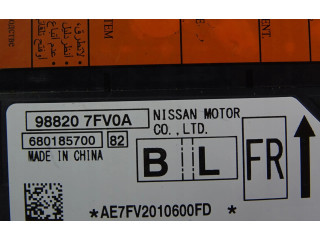 98820 7FV0A
NISSAN MOTOR
CO.,LTD.
680185700 82
MADE IN CHINA
B L
FR
*AE7FV2010600FD*